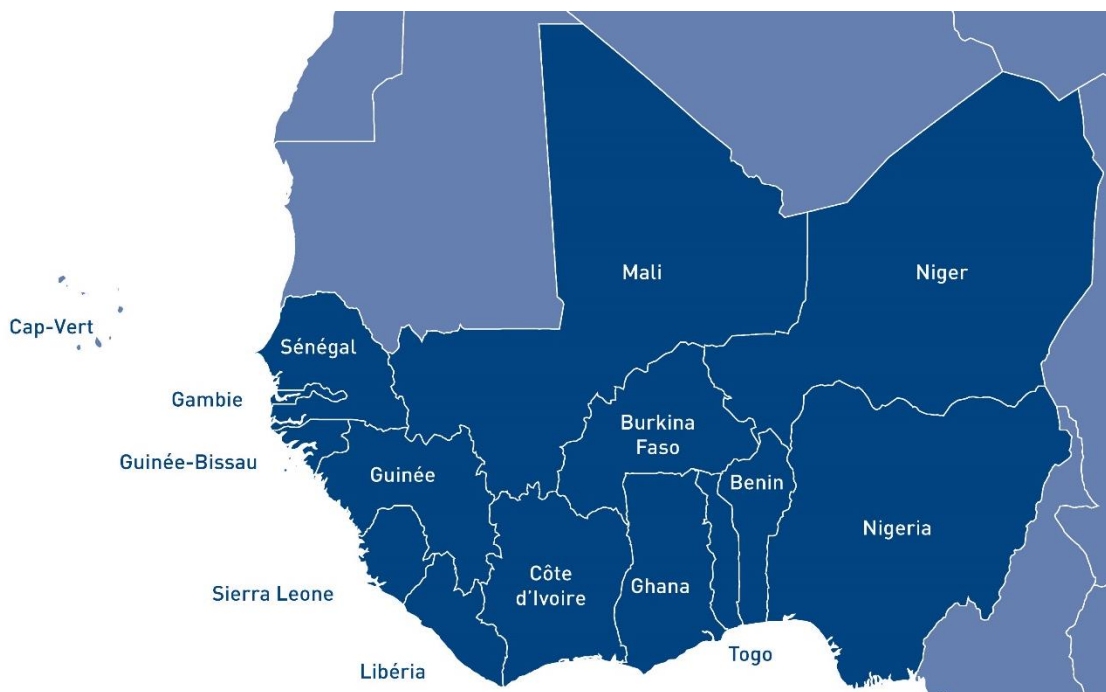 Mali
Niger
Cap-Vert
Sénégal
Gambie
Burkina
Faso
Guinée-Bissau
Guinée
Benin
Nigeria
Sierra Leone
Côte
d'Ivoire
Ghana
Libéria
Togo